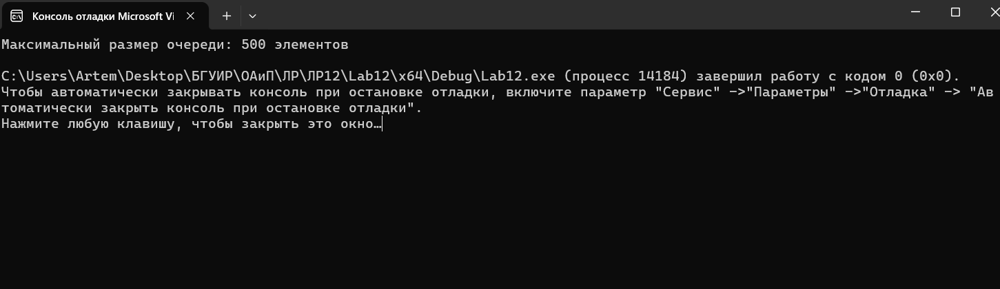 Консоль отладки Microsoft Vi
Максимальный размер очереди: 500 элементов
C:\Users\Artem\Desktop\БГУИР\ОАиП\ЛР\ЛР12\Lab12\x64\Debug\Lab12.exe (процесс 14184) завершил работу с кодом 0 (0x0).
Чтобы автоматически закрывать консоль при остановке отладки, включите параметр "Сервис" ->"Параметры" ->"Отладка" -> "Ав
томатически закрыть консоль при остановке отладки".
Нажмите любую клавишу, чтобы закрыть это окно…